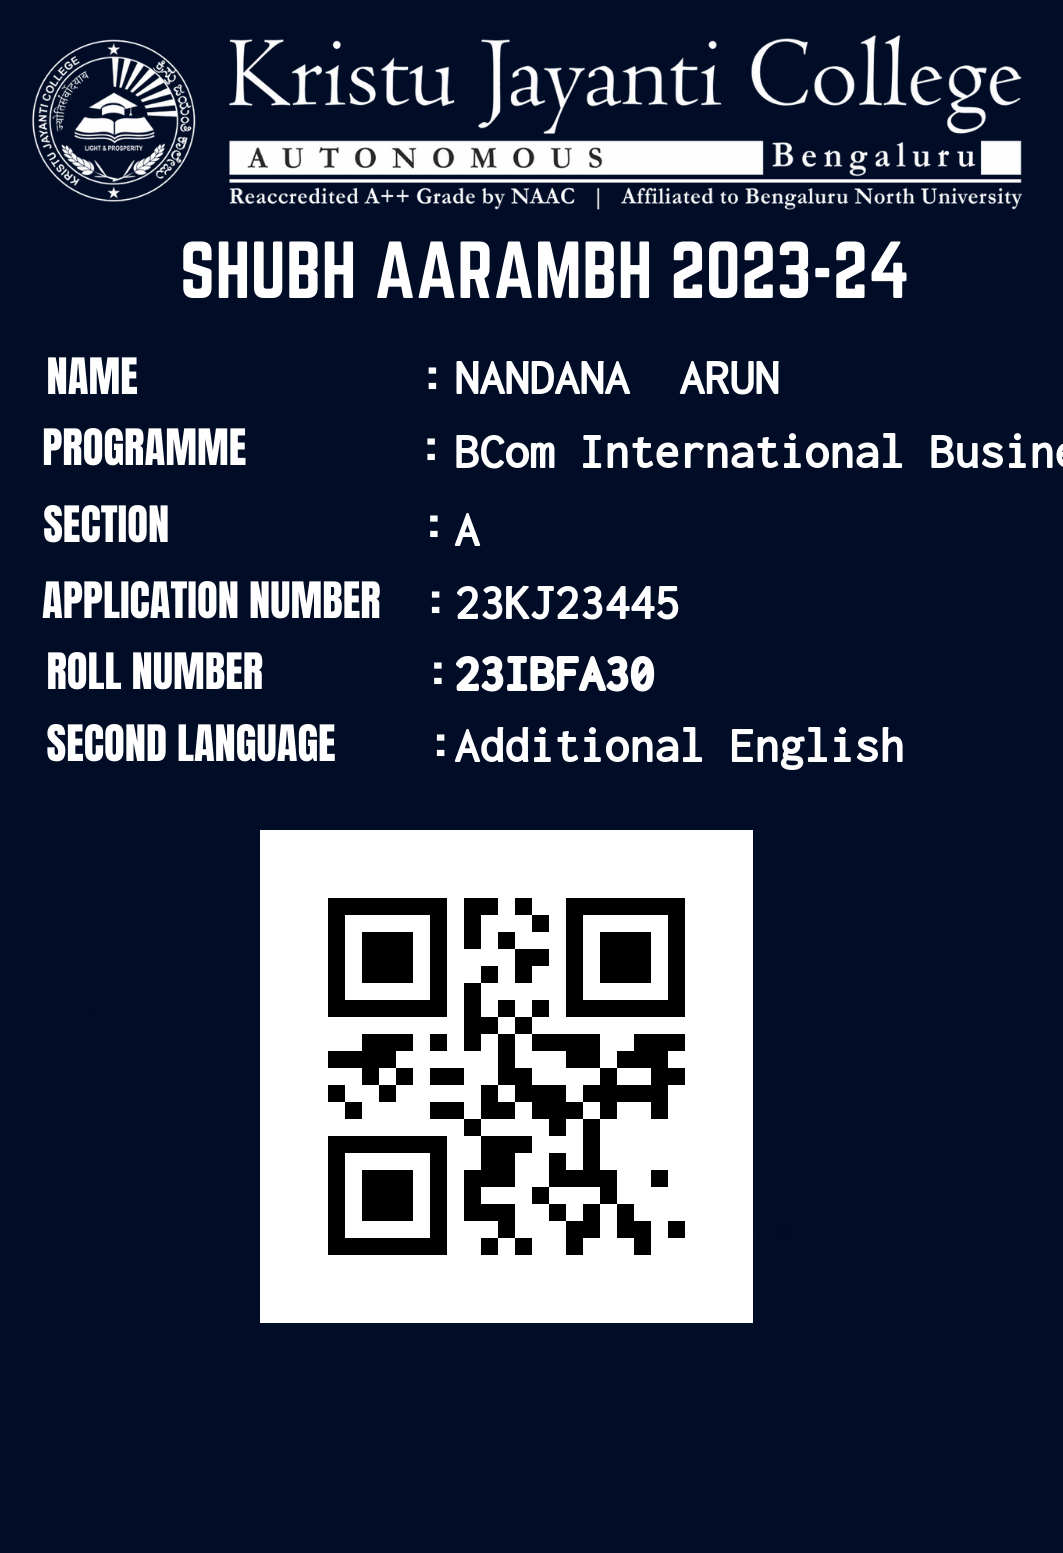 Kristu Jayanti College
AUTONOMOUS Bengaluru
Reaccredited A++ Grade by NAAC | Affiliated to Bengaluru North University
KRISTU JAYANTI COLLEGE
ಕ್ರಿಸ್ತು ಜಯಂತಿ ಕಾಲೇಜು
LIGHT & PROSPERITY
SHUBH AARAMBH 2023-24
NAME : NANDANA ARUN
PROGRAMME : BCom International Busine
SECTION : A
APPLICATION NUMBER : 23KJ23445
ROLL NUMBER : 23IBFA30
SECOND LANGUAGE : Additional English